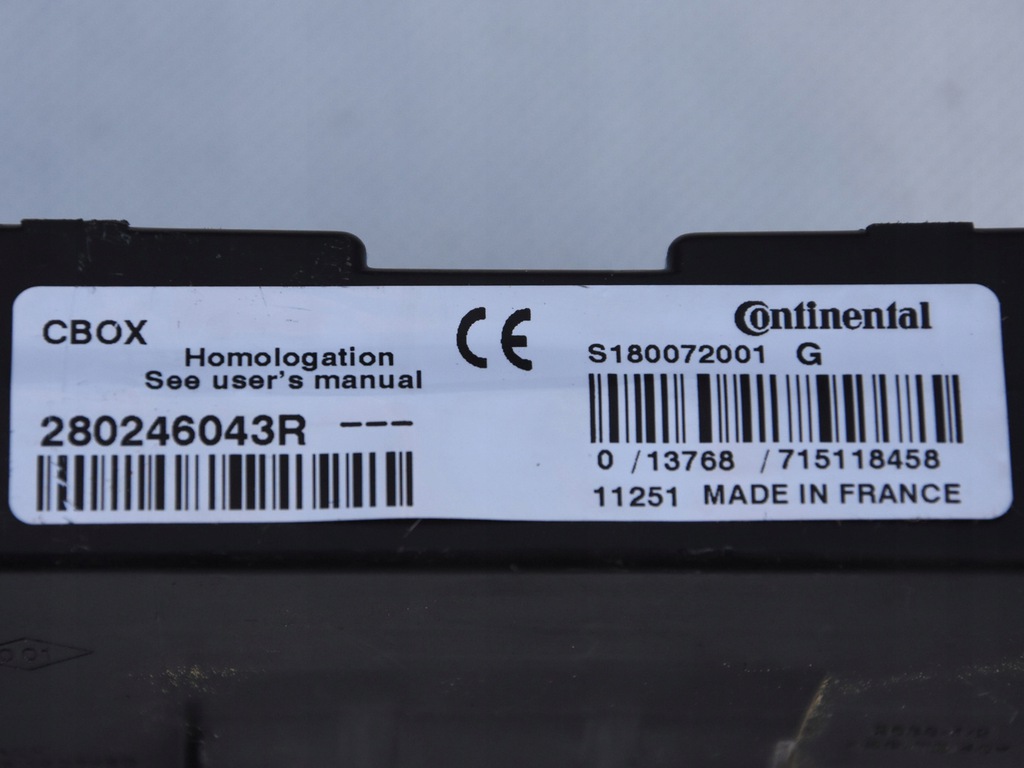 CBOX
Homologation
See user's manual
280246043R ---
CE
Continental
S180072001 G
0 /13768 /715118458
11251 MADE IN FRANCE